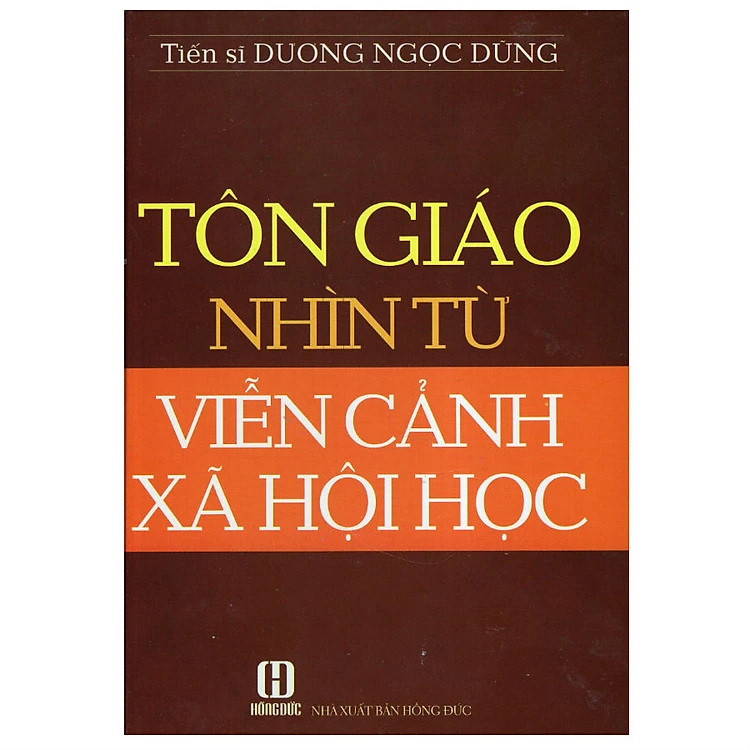 Tiến sĩ DUONG NGỌC DŨNG
TÔN GIÁO
NHÌN TỪ
VIỄN CẢNH
XÃ HỘI HỌC
HỒNG ĐỨC NHÀ XUẤT BẢN HỒNG ĐỨC